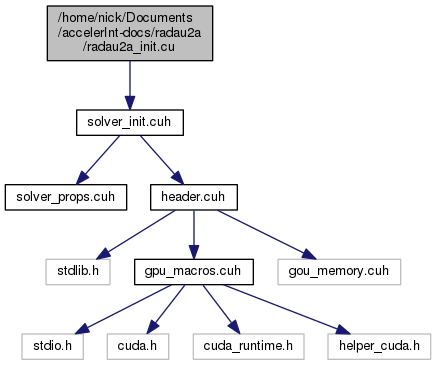 /home/nick/Documents
/accelerInt-docs/radau2a
/radau2a_init.cu
solver_init.cuh
solver_props.cuh
header.cuh
stdlib.h
gpu_macros.cuh
gou_memory.cuh
stdio.h
cuda.h
cuda_runtime.h
helper_cuda.h